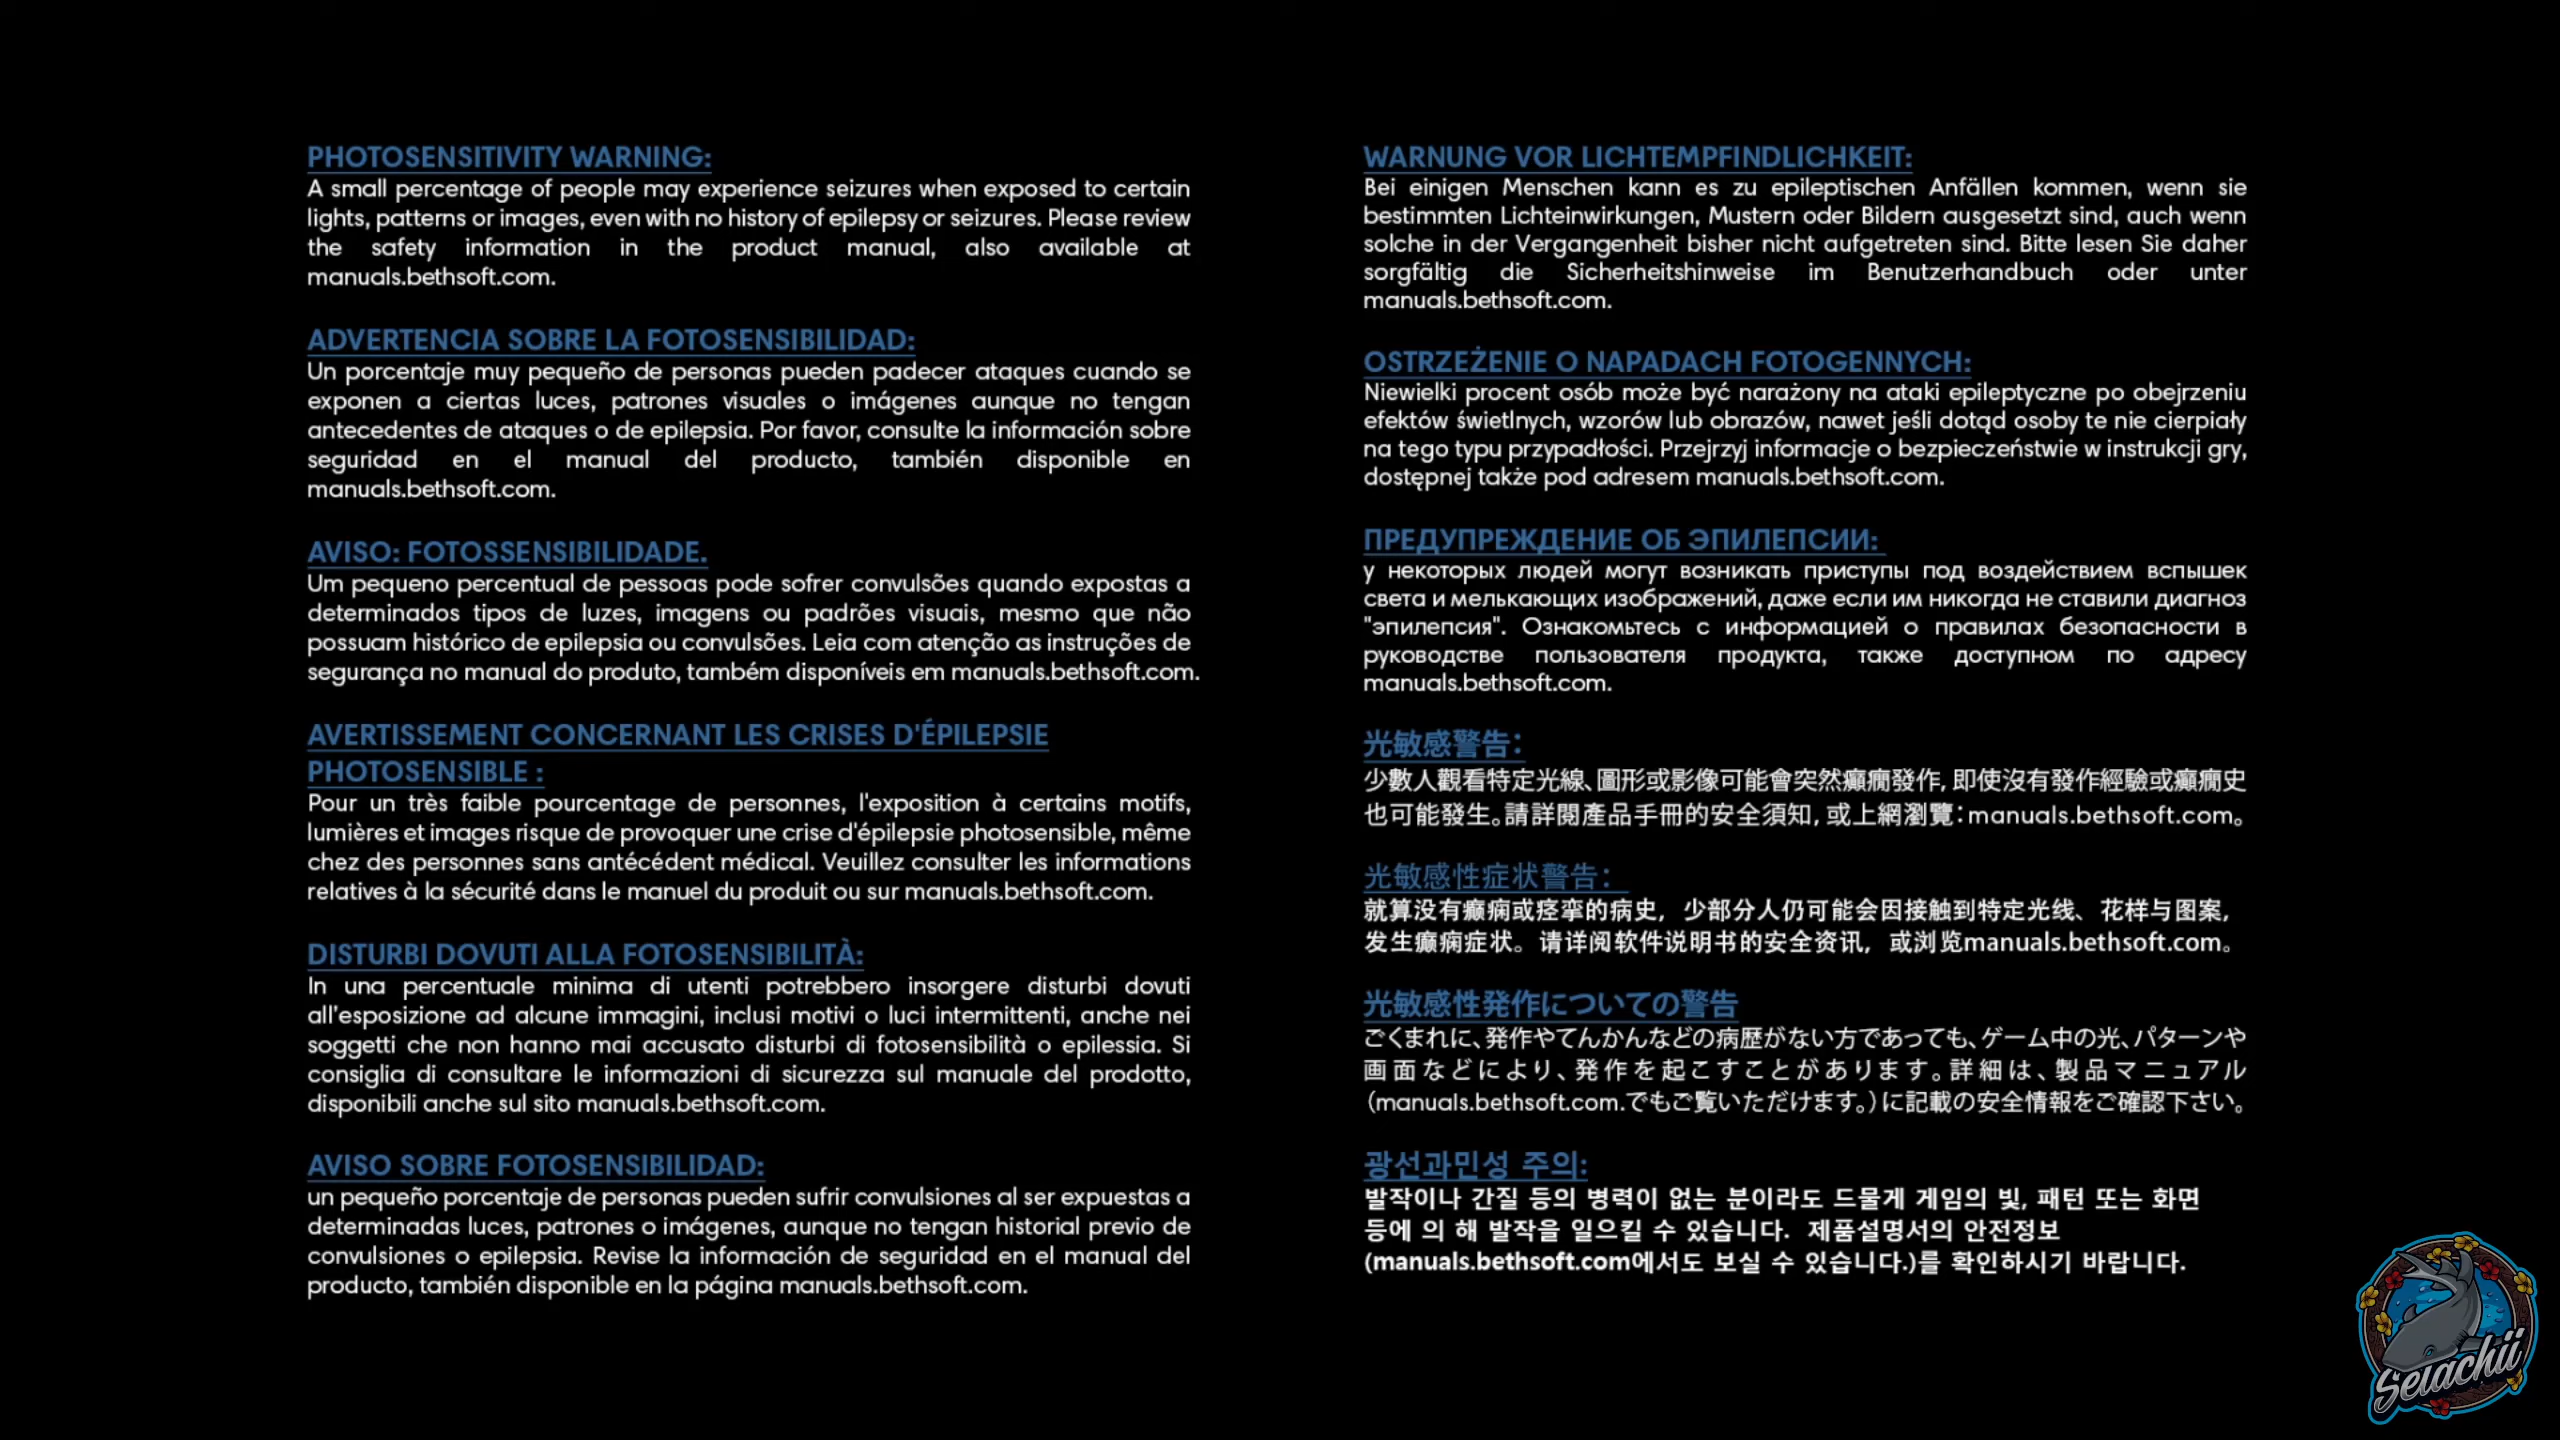 PHOTOSENSITIVITY WARNING:
A small percentage of people may experience seizures when exposed to certain
lights, patterns or images, even with no history of epilepsy or seizures. Please review
the safety information in the product manual, also available at
manuals.bethsoft.com.
ADVERTENCIA SOBRE LA FOTOSENSIBILIDAD:
Un porcentaje muy pequeño de personas pueden padecer ataques cuando se
exponen a ciertas luces, patrones visuales o imágenes aunque no tengan
antecedentes de ataques o de epilepsia. Por favor, consulte la información sobre
seguridad en el manual del producto, también disponible en
manuals.bethsoft.com.
AVISO: FOTOSSENSIBILIDADE.
Um pequeno percentual de pessoas pode sofrer convulsões quando expostas a
determinados tipos de luzes, imagens ou padrões visuais, mesmo que não
possuam histórico de epilepsia ou convulsões. Leia com atenção as instruções de
segurança no manual do produto, também disponíveis em manuals.bethsoft.com.
AVERTISSEMENT CONCERNANT LES CRISES D'ÉPILEPSIE
PHOTOSENSIBLE :
Pour un très faible pourcentage de personnes, l'exposition à certains motifs,
lumières et images risque de provoquer une crise d'épilepsie photosensible, même
chez des personnes sans antécédent médical. Veuillez consulter les informations
relatives à la sécurité dans le manuel du produit ou sur manuals.bethsoft.com.
DISTURBI DOVUTI ALLA FOTOSENSIBILITÀ:
In una percentuale minima di utenti potrebbero insorgere disturbi dovuti
all'esposizione ad alcune immagini, inclusi motivi o luci intermittenti, anche nei
soggetti che non hanno mai accusato disturbi di fotosensibilità o epilessia. Si
consiglia di consultare le informazioni di sicurezza sul manuale del prodotto,
disponibili anche sul sito manuals.bethsoft.com.
AVISO SOBRE FOTOSENSIBILIDAD:
un pequeño porcentaje de personas pueden sufrir convulsiones al ser expuestas a
determinadas luces, patrones o imágenes, aunque no tengan historial previo de
convulsiones o epilepsia. Revise la información de seguridad en el manual del
producto, también disponible en la página manuals.bethsoft.com.
WARNUNG VOR LICHTEMPFINDLICHKEIT:
Bei einigen Menschen kann es zu epileptischen Anfällen kommen, wenn sie
bestimmten Lichteinwirkungen, Mustern oder Bildern ausgesetzt sind, auch wenn
solche in der Vergangenheit bisher nicht aufgetreten sind. Bitte lesen Sie daher
sorgfältig die Sicherheitshinweise im Benutzerhandbuch oder unter
manuals.bethsoft.com.
OSTRZEŻENIE O NAPADACH FOTOGENNYCH:
Niewielki procent osób może być narażony na ataki epileptyczne po obejrzeniu
efektów świetlnych, wzorów lub obrazów, nawet jeśli dotąd osoby te nie cierpiały
na tego typu przypadłości. Przejrzyj informacje o bezpieczeństwie w instrukcji gry,
dostępnej także pod adresem manuals.bethsoft.com.
ПРЕДУПРЕЖДЕНИЕ ОБ ЭПИЛЕПСИИ:
у некоторых людей могут возникать приступы под воздействием вспышек
света и мелькающих изображений, даже если им никогда не ставили диагноз
"эпилепсия". Ознакомьтесь с информацией о правилах безопасности в
руководстве пользователя продукта, также доступном по адресу
manuals.bethsoft.com.
光敏感警告：
少數人觀看特定光線、圖形或影像可能會突然癲癇發作，即使沒有發作經驗或癲癇史
也可能發生。請詳閱產品手冊的安全須知，或上網瀏覽：manuals.bethsoft.com。
光敏感性症状警告：
就算没有癫痫或痉挛的病史，少部分人仍可能会因接触到特定光线、花样与图案，
发生癫痫症状。请详阅软件说明书的安全资讯，或浏览manuals.bethsoft.com。
光敏感性発作についての警告
ごくまれに、発作やてんかんなどの病歴がない方であっても、ゲーム中の光、パターンや
画面などにより、発作を起こすことがあります。詳細は、製品マニュアル
（manuals.bethsoft.com.でもご覧いただけます。）に記載の安全情報をご確認下さい。
광선과민성 주의:
발작이나 간질 등의 병력이 없는 분이라도 드물게 게임의 빛, 패턴 또는 화면
등에 의 해 발작을 일으킬 수 있습니다. 제품설명서의 안전정보
(manuals.bethsoft.com에서도 보실 수 있습니다.)를 확인하시기 바랍니다.
Selachii